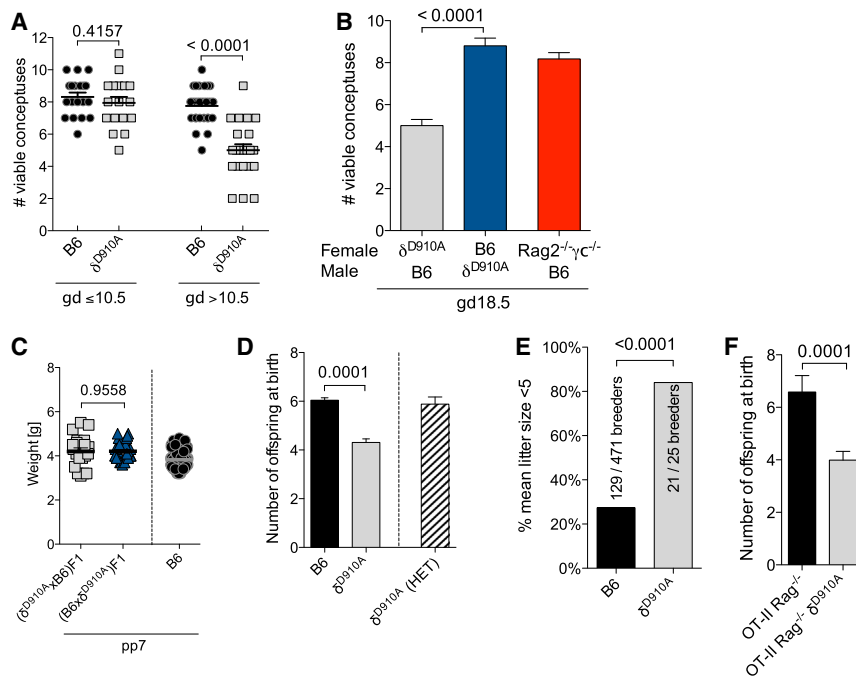 A
0.4157
< 0.0001
# viable conceptuses
12
10
8
6
4
2
0
B6
δD910A
B6
δD910A
gd ≤10.5
gd >10.5
B
< 0.0001
# viable conceptuses
10
8
6
4
2
0
Female δD910A B6 Rag2-/-γc-/-
Male B6 δD910A B6
gd18.5
C
0.9558
Weight [g]
8
6
4
2
0
(δD910AxB6)F1
(B6xδD910A)F1
B6
pp7
D
0.0001
Number of offspring at birth
8
6
4
2
0
B6
δD910A
δD910A (HET)
E
<0.0001
% mean litter size <5
100%
80%
60%
40%
20%
0%
129 / 471 breeders
21 / 25 breeders
B6
δD910A
F
0.0001
Number of offspring at birth
8
6
4
2
0
OT-II Rag-/-
OT-II Rag-/- δD910A